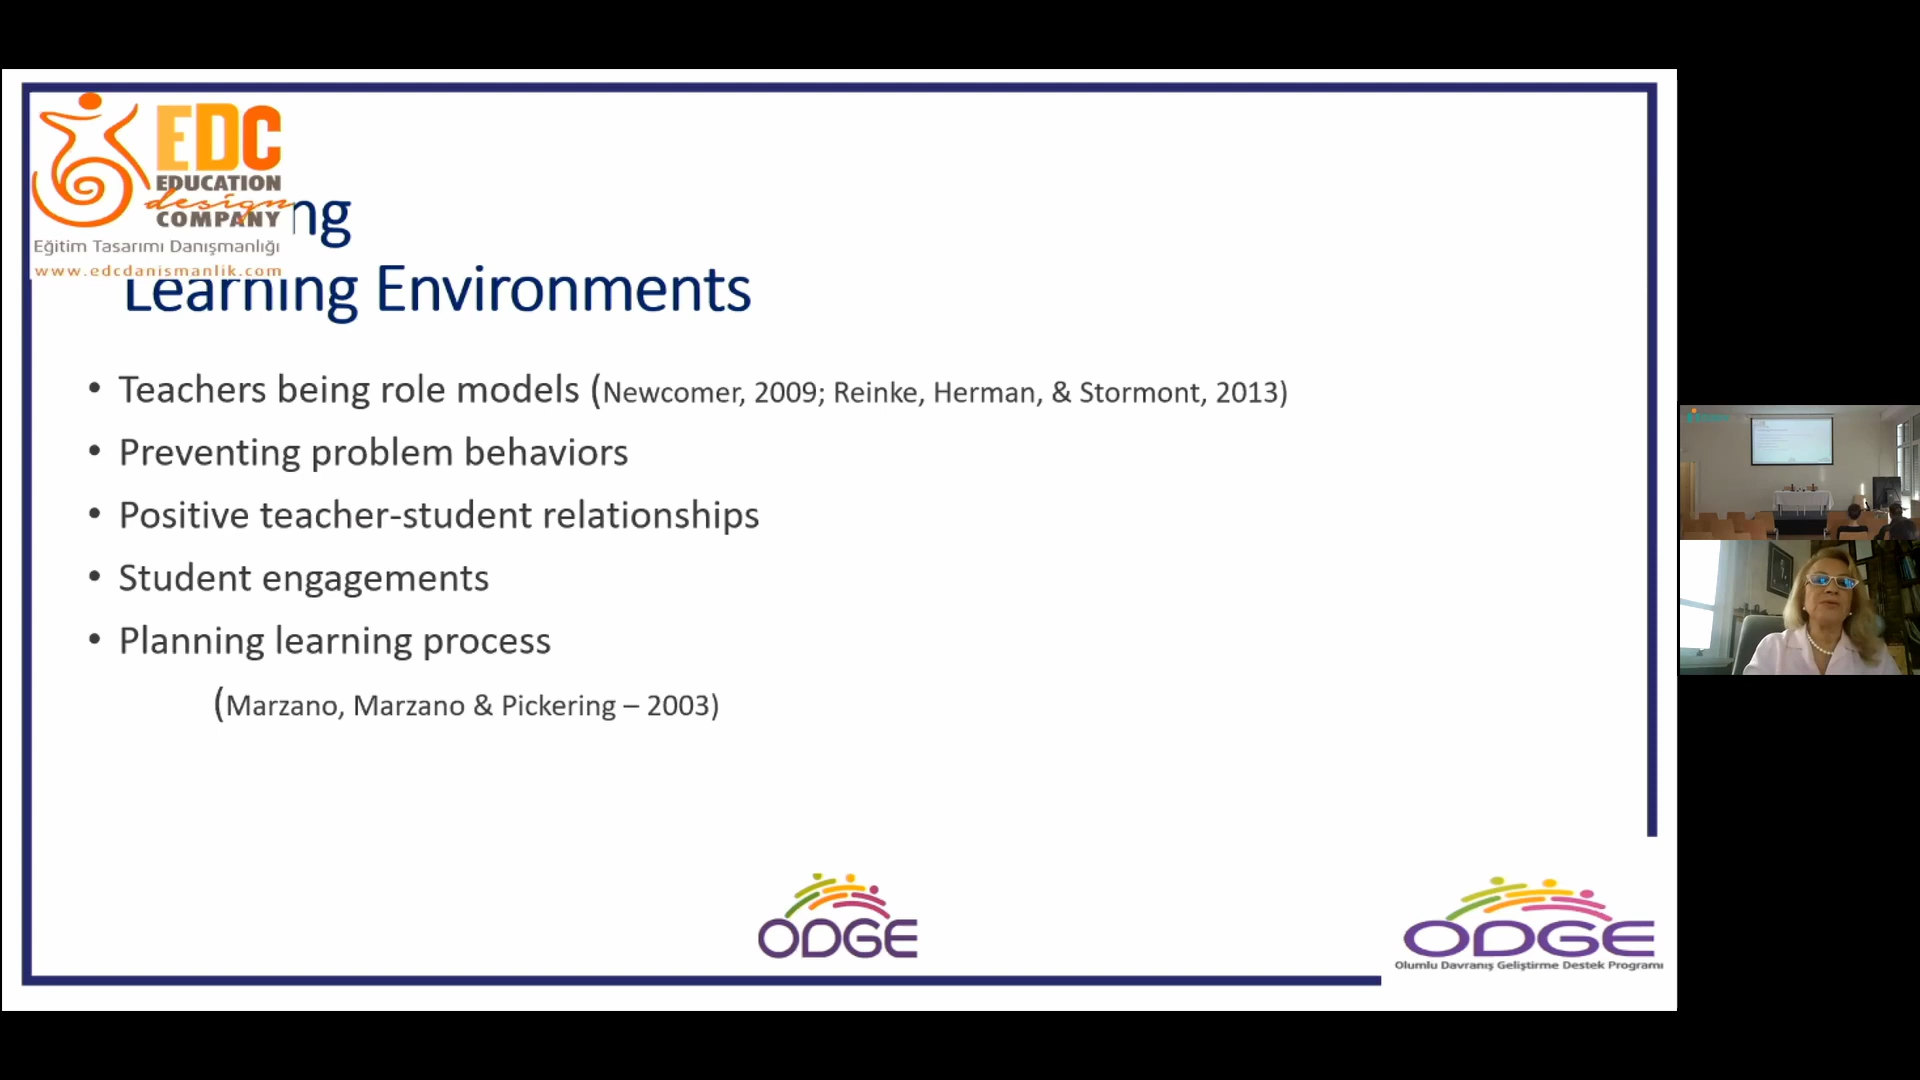 EDC
EDUCATION
design
COMPANY
Eğitim Tasarımı Danışmanlığı
www.edcdanismanlik.com
Learning Environments
• Teachers being role models (Newcomer, 2009; Reinke, Herman, & Stormont, 2013)
• Preventing problem behaviors
• Positive teacher-student relationships
• Student engagements
• Planning learning process
(Marzano, Marzano & Pickering – 2003)
ODGE
ODGE
Olumlu Davranış Geliştirme Destek Programı